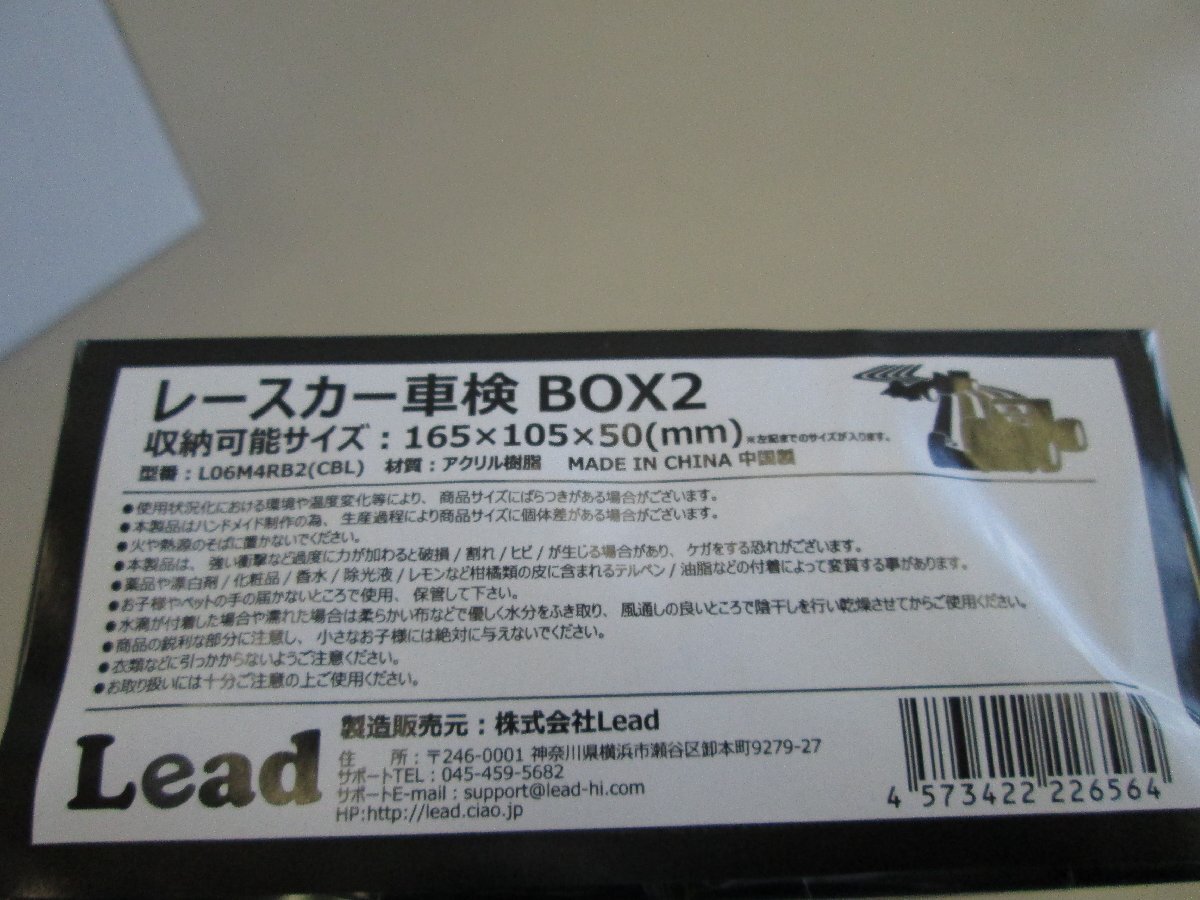 レースカー車検 BOX2
収納可能サイズ：165×105×50(mm) ※左記までのサイズが入ります。
型番：L06M4RB2(CBL) 材質：アクリル樹脂 MADE IN CHINA 中国製
●使用状況化における環境や温度変化等により、商品サイズにばらつきがある場合がございます。
●本製品はハンドメイド制作の為、生産過程により商品サイズに個体差がある場合がございます。
●火や熱源のそばに置かないでください。
●本製品は、強い衝撃など過度に力が加わると破損/割れ/ヒビ/が生じる場合があり、ケガをする恐れがございます。
●薬品や漂白剤/化粧品/香水/除光液/レモンなど柑橘類の皮に含まれるテルペン/油脂などの付着によって変質する事があります。
●お子様やペットの手の届かないところで使用、保管して下さい。
●水滴が付着した場合や濡れた場合は柔らかい布などで優しく水分をふき取り、風通しの良いところで陰干しを行い乾燥させてからご使用ください。
●商品の鋭利な部分に注意し、小さなお子様には絶対に与えないでください。
●衣類などに引っかからないようご注意ください。
●お取り扱いには十分ご注意の上ご使用ください。
Lead
製造販売元：株式会社Lead
住 所：〒246-0001 神奈川県横浜市瀬谷区卸本町9279-27
サポートTEL：045-459-5682
サポートE-mail：support@lead-hi.com
HP:http://lead.ciao.jp
4 573422 226564